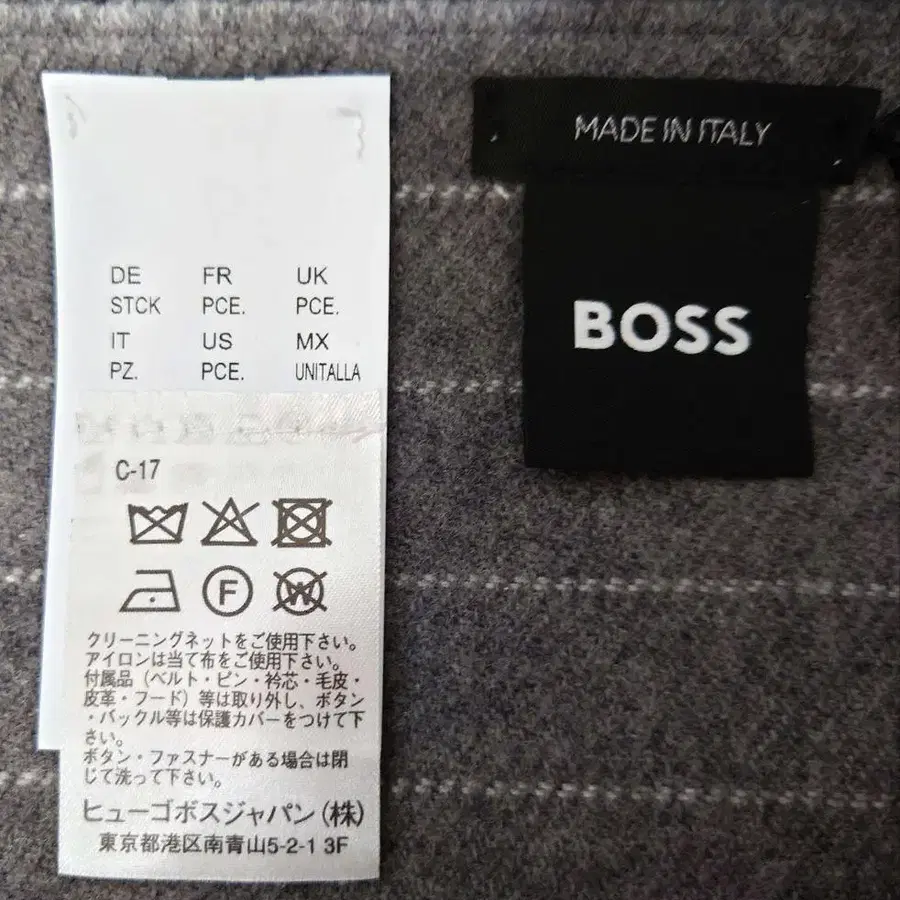 DE FR UK
STCK PCE. PCE.
IT US MX
PZ. PCE. UNITALLA
C-17
F
W
クリーニングネットをご使用下さい。
アイロンは当て布をご使用下さい。
付属品（ベルト・ピン・衿芯・毛皮・
皮革・フード）等は取り外し、ボタン
・バックル等は保護カバーをつけて下
さい。
ボタン・ファスナーがある場合は閉
じて洗って下さい。
ヒューゴボスジャパン（株）
東京都港区南青山5-2-1 3F
MADE IN ITALY
BOSS